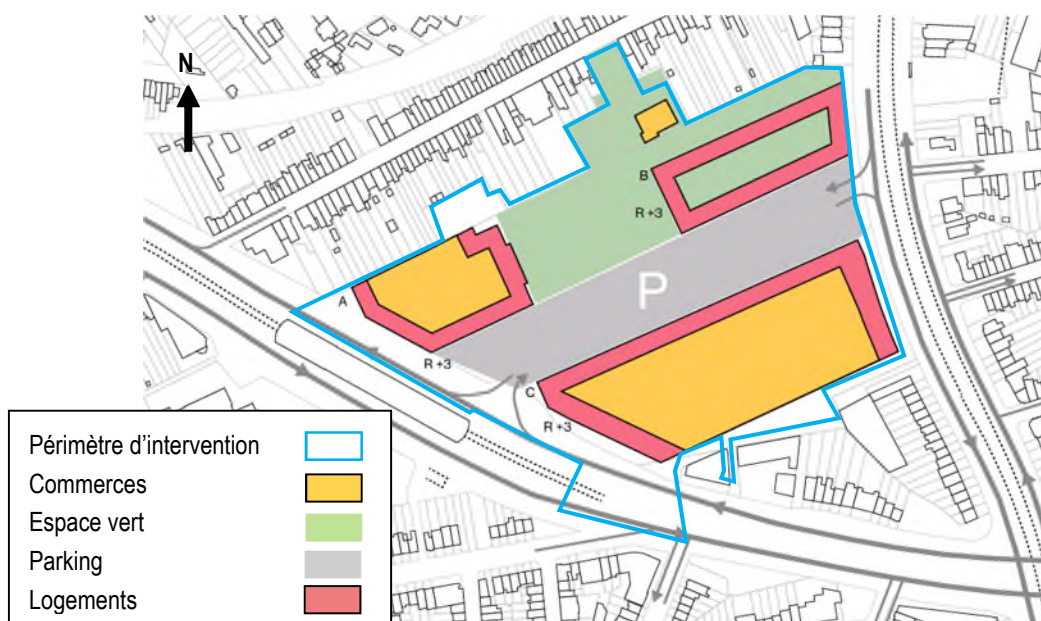 N
B
R +3
P
A
R +3
C
R +3
Périmètre d'intervention
Commerces
Espace vert
Parking
Logements